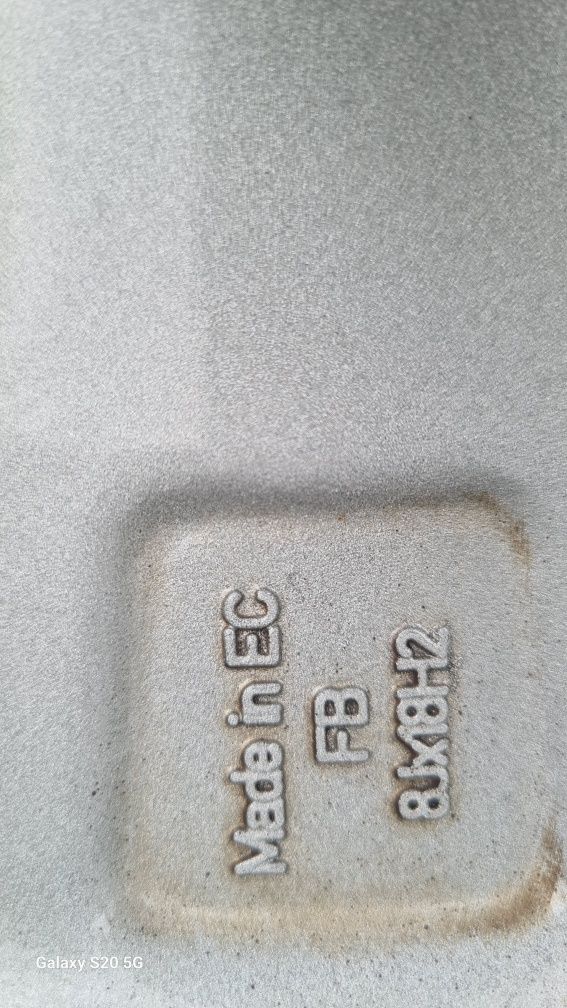 Made in EC
FB
8Jx18H2
Galaxy S20 5G